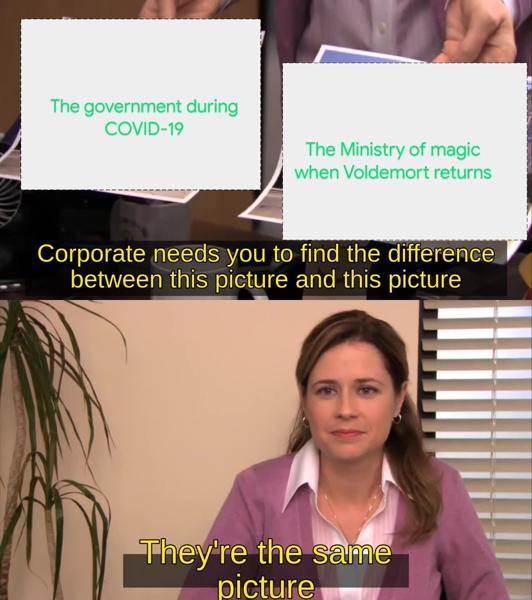 The government during
COVID-19
The Ministry of magic
when Voldemort returns
Corporate needs you to find the difference
between this picture and this picture
They're the same
picture